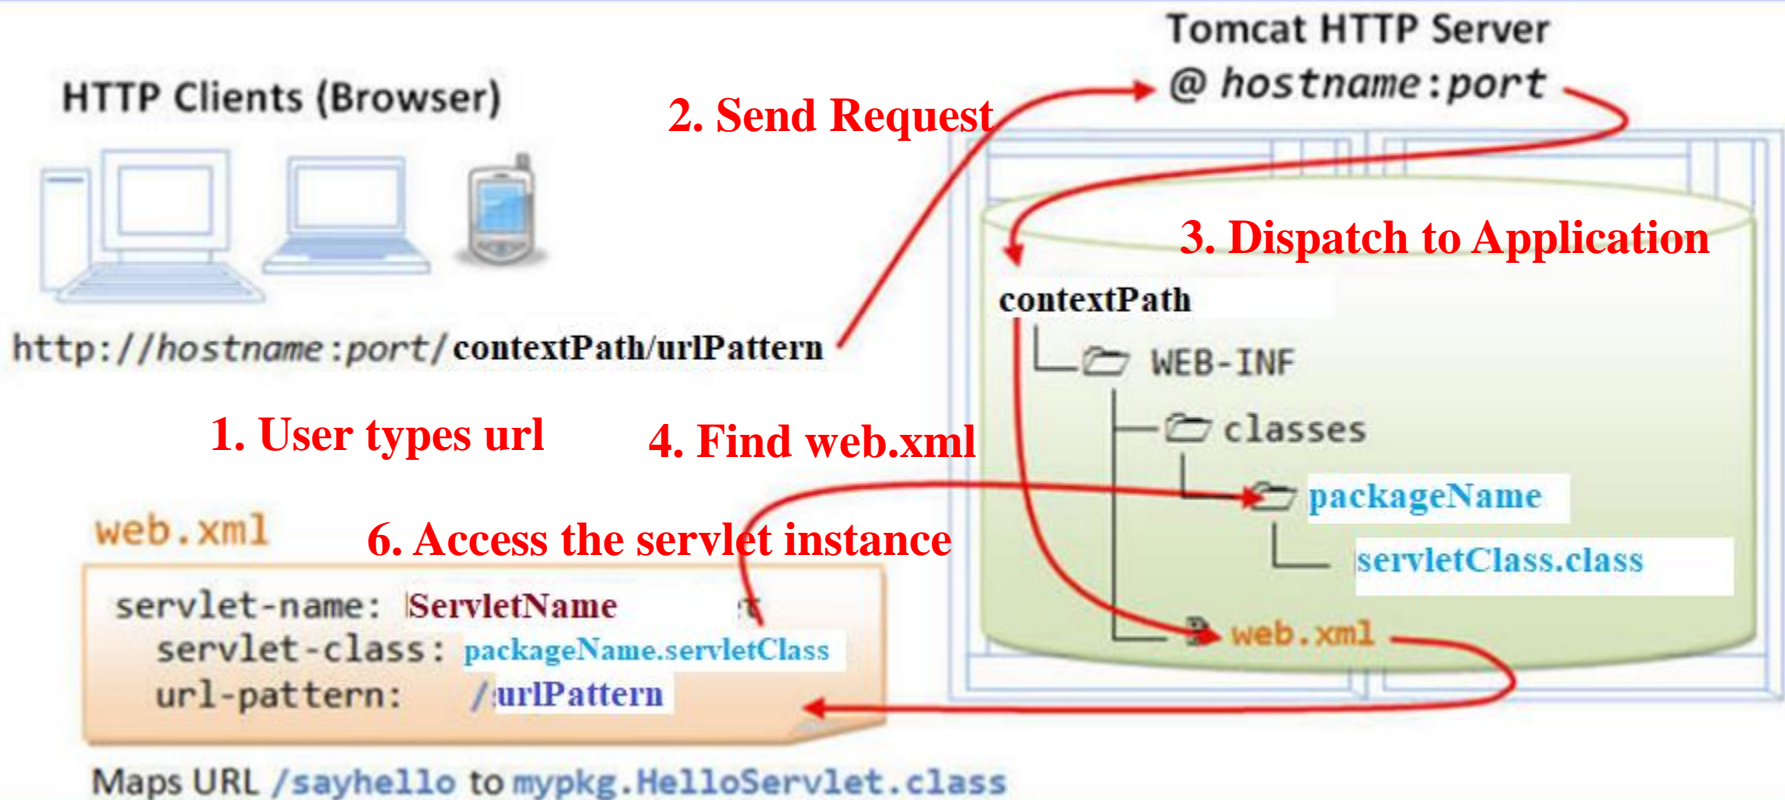 Tomcat HTTP Server
@ hostname:port
HTTP Clients (Browser)
2. Send Request
3. Dispatch to Application
http://hostname:port/contextPath/urlPattern
contextPath
WEB-INF
classes
packageName
servletClass.class
web.xml
1. User types url
4. Find web.xml
6. Access the servlet instance
web.xml
servlet-name: ServletName
servlet-class: packageName.servletClass
url-pattern: /urlPattern
Maps URL /sayhello to mypkg.HelloServlet.class